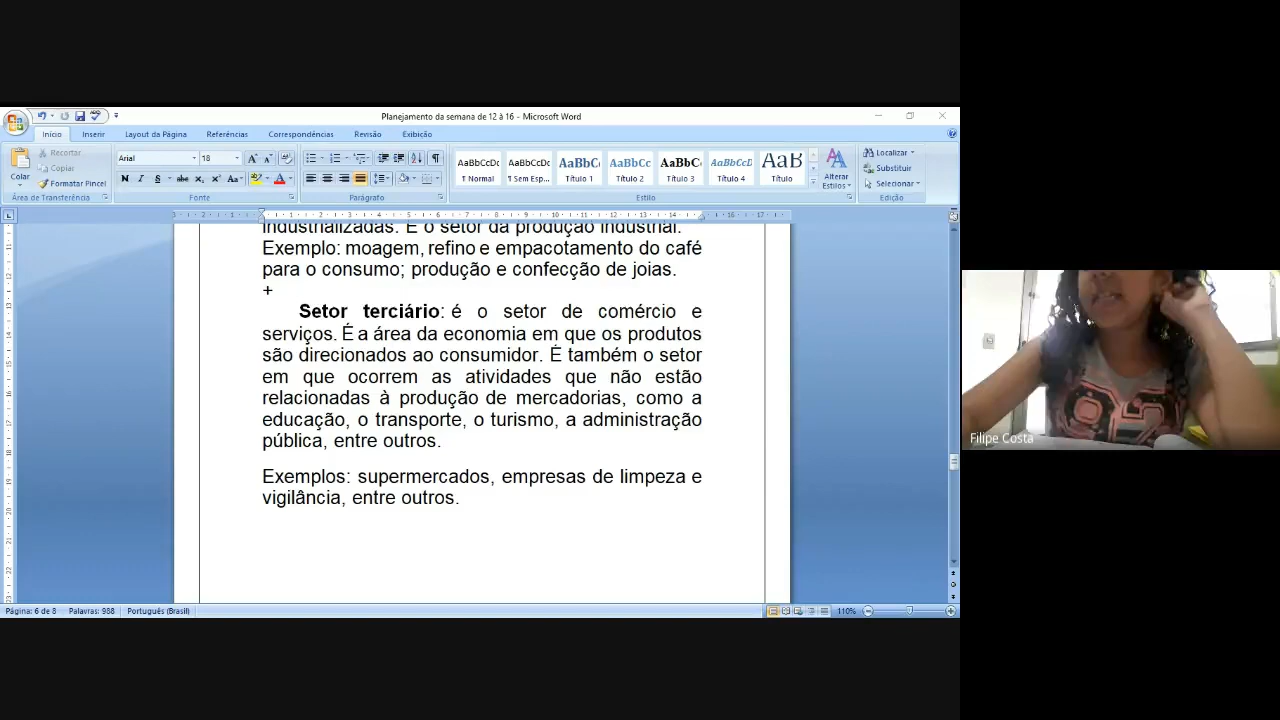 Planejamento da semana de 12 à 16 - Microsoft Word
Início Inserir Layout da Página Referências Correspondências Revisão Exibição
Colar
Recortar
Copiar
Formatar Pincel
Área de Transferência
Arial 18
Fonte
Parágrafo
AaBbCcDc AaBbCcDc AaBbC AaBbCc AaBbC AaBbCcD AaB
¶ Normal ¶ Sem Esp... Título 1 Título 2 Título 3 Título 4 Título
Alterar Estilos
Estilo
Localizar
Substituir
Selecionar
Edição
industrializadas. É o setor da produção industrial.
Exemplo: moagem, refino e empacotamento do café
para o consumo; produção e confecção de joias.
+
Setor terciário: é o setor de comércio e
serviços. É a área da economia em que os produtos
são direcionados ao consumidor. É também o setor
em que ocorrem as atividades que não estão
relacionadas à produção de mercadorias, como a
educação, o transporte, o turismo, a administração
pública, entre outros.
Exemplos: supermercados, empresas de limpeza e
vigilância, entre outros.
Página: 6 de 8 Palavras: 988 Português (Brasil) 110%
Filipe Costa